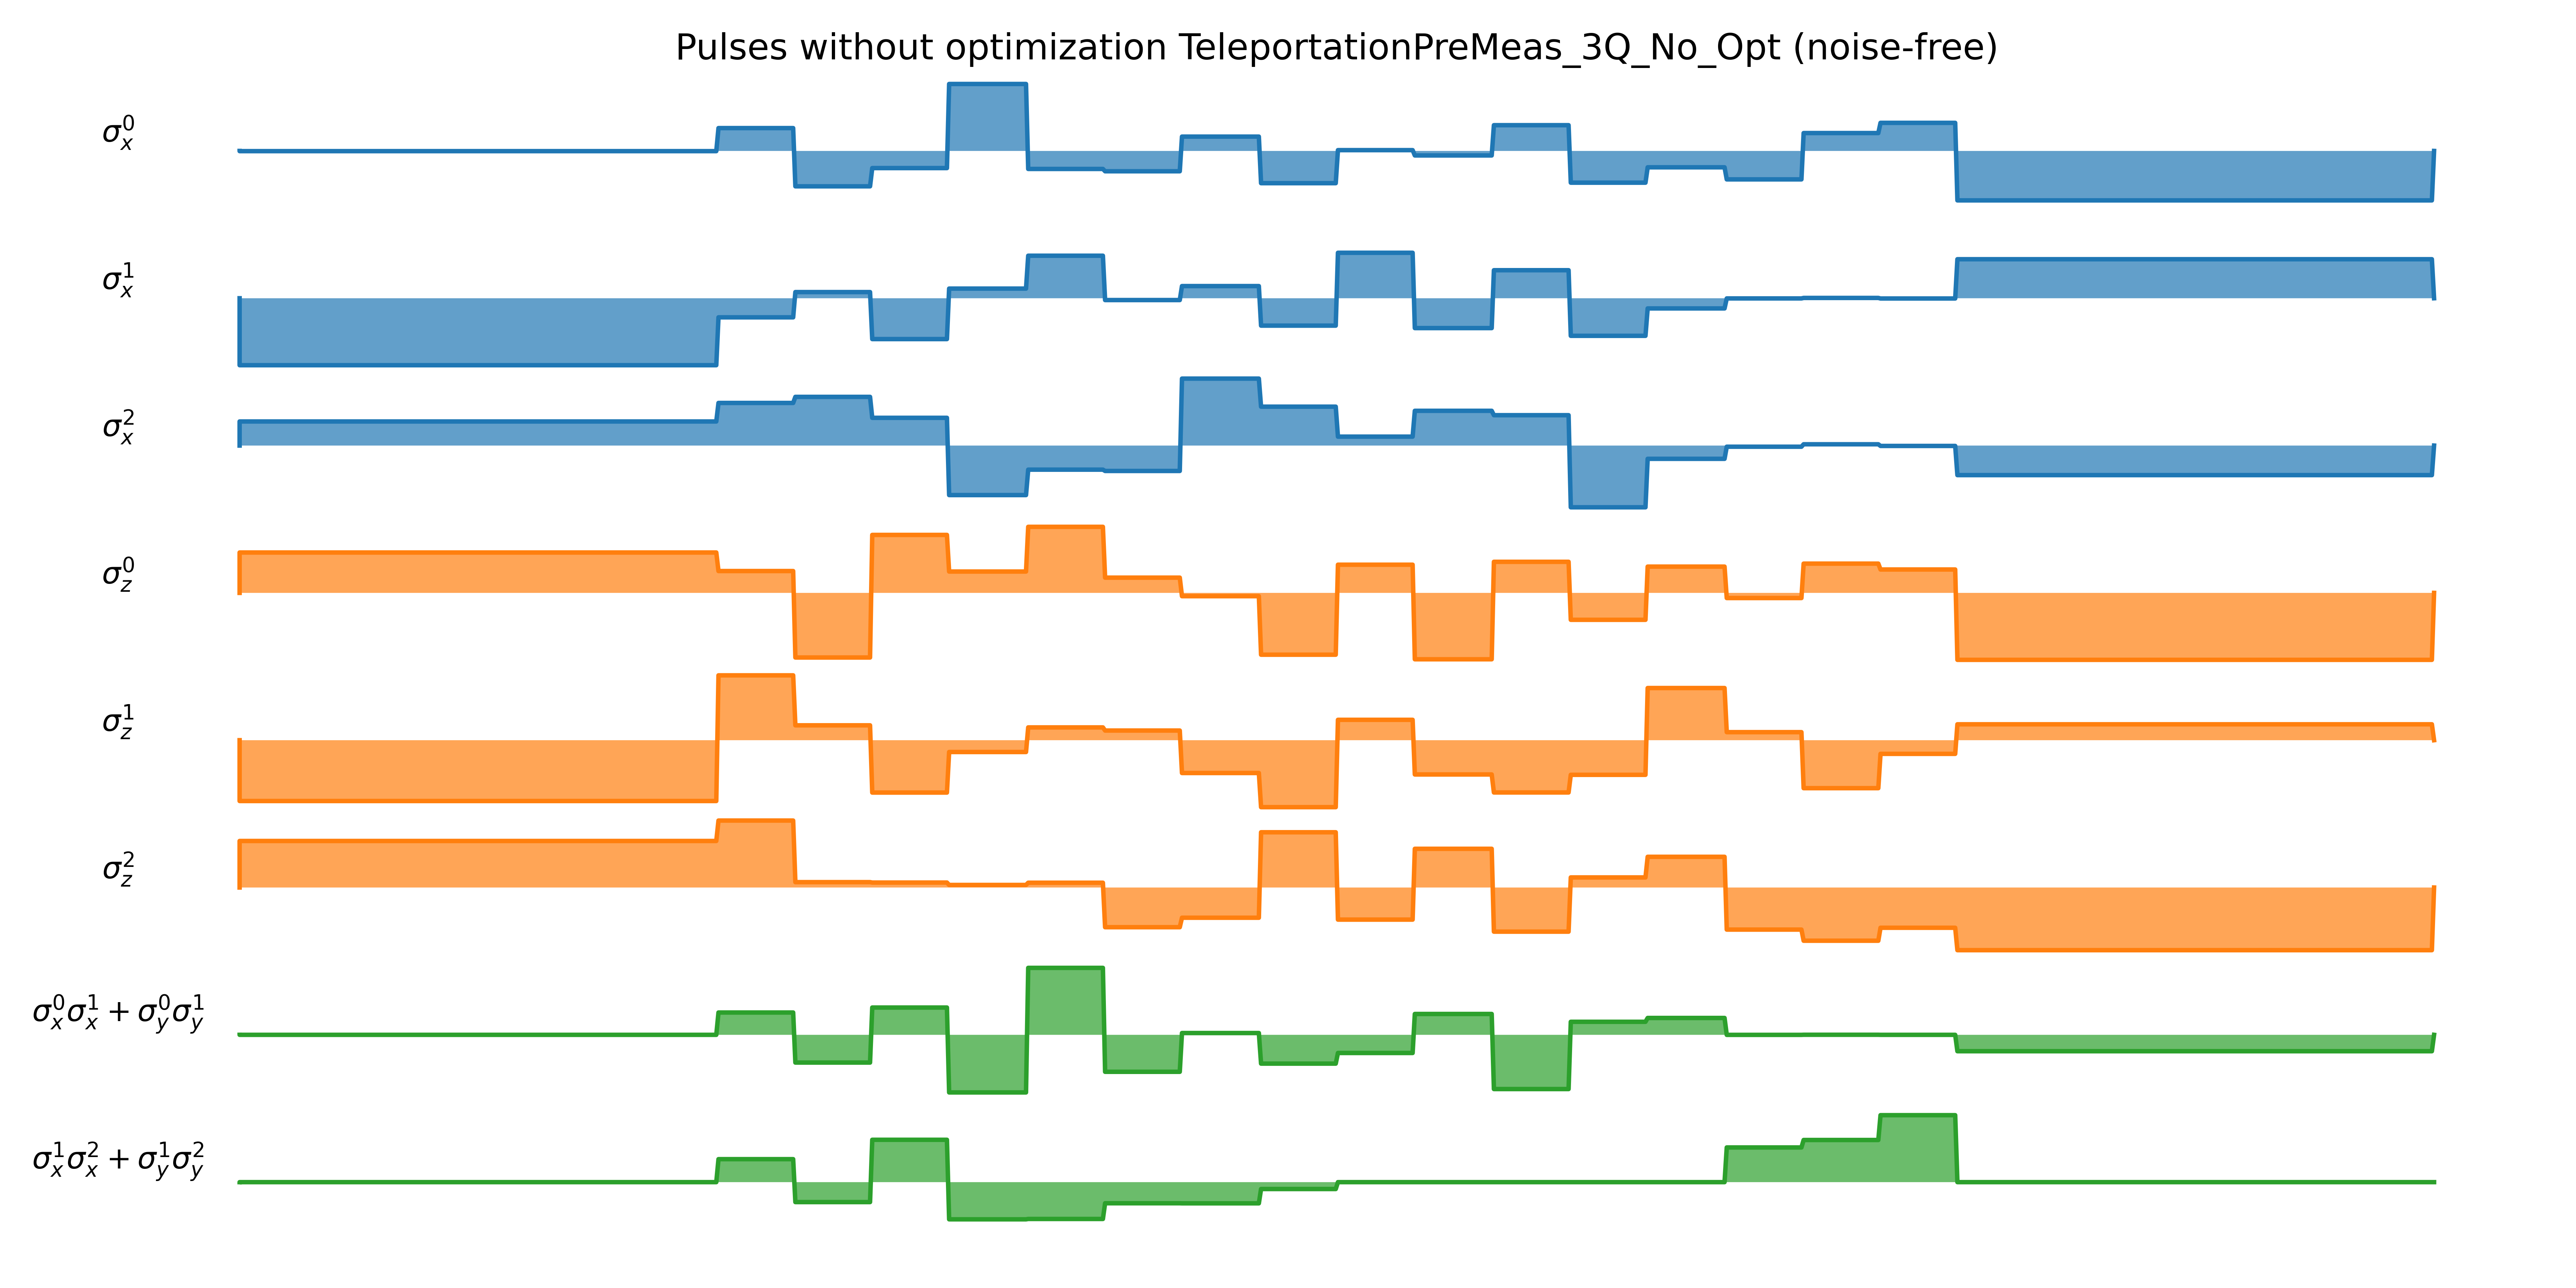 Pulses without optimization TeleportationPreMeas_3Q_No_Opt (noise-free)
σ_x^0
σ_x^1
σ_x^2
σ_z^0
σ_z^1
σ_z^2
σ_x^0σ_x^1 + σ_y^0σ_y^1
σ_x^1σ_x^2 + σ_y^1σ_y^2